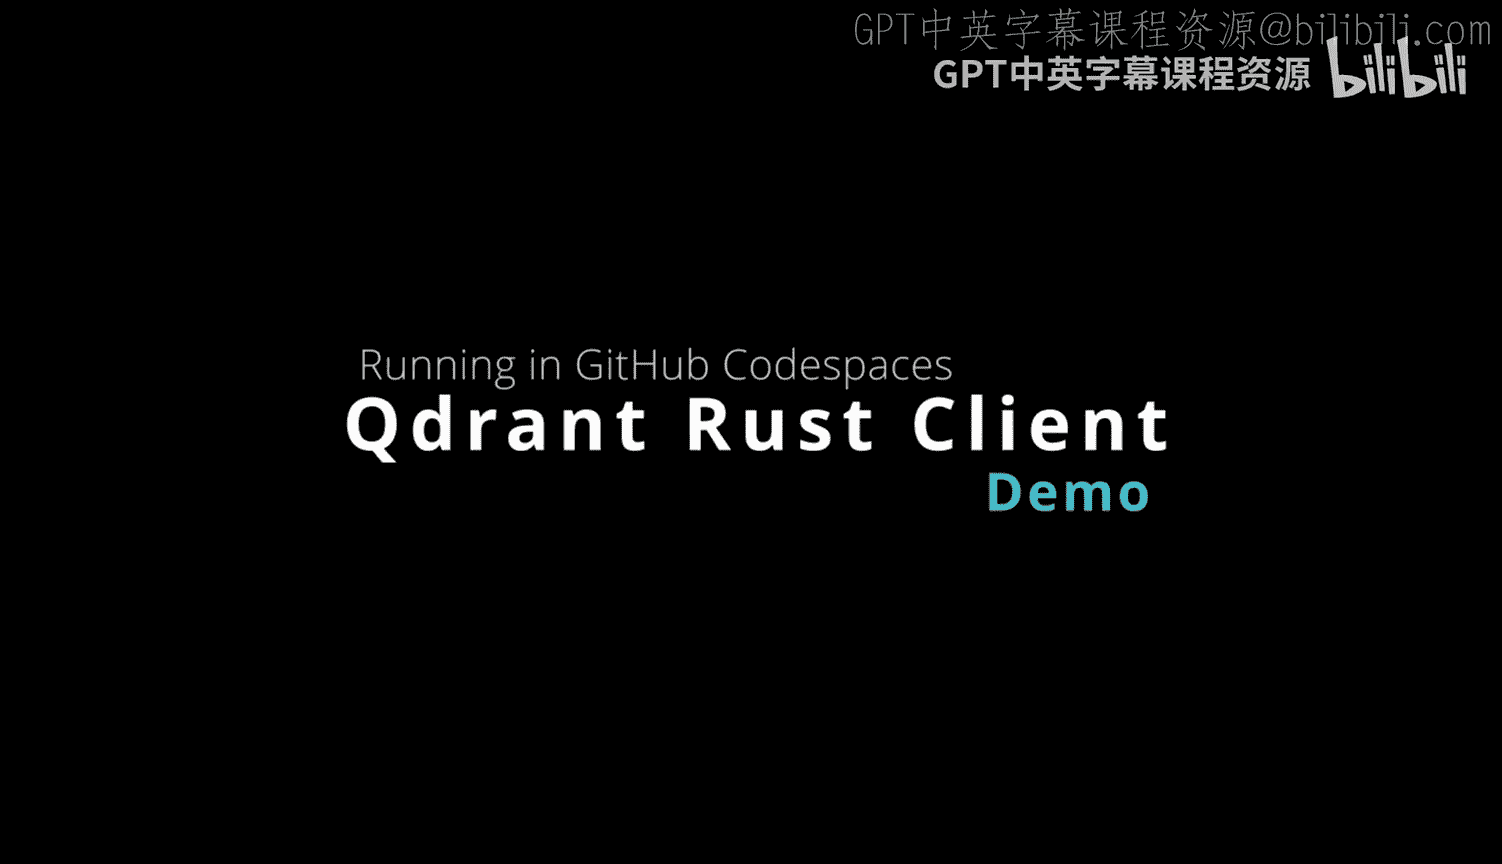 GPT中英字幕课程资源@bilibili.com
GPT中英字幕课程资源 bilibili
Running in GitHub Codespaces
Qdrant Rust Client
Demo